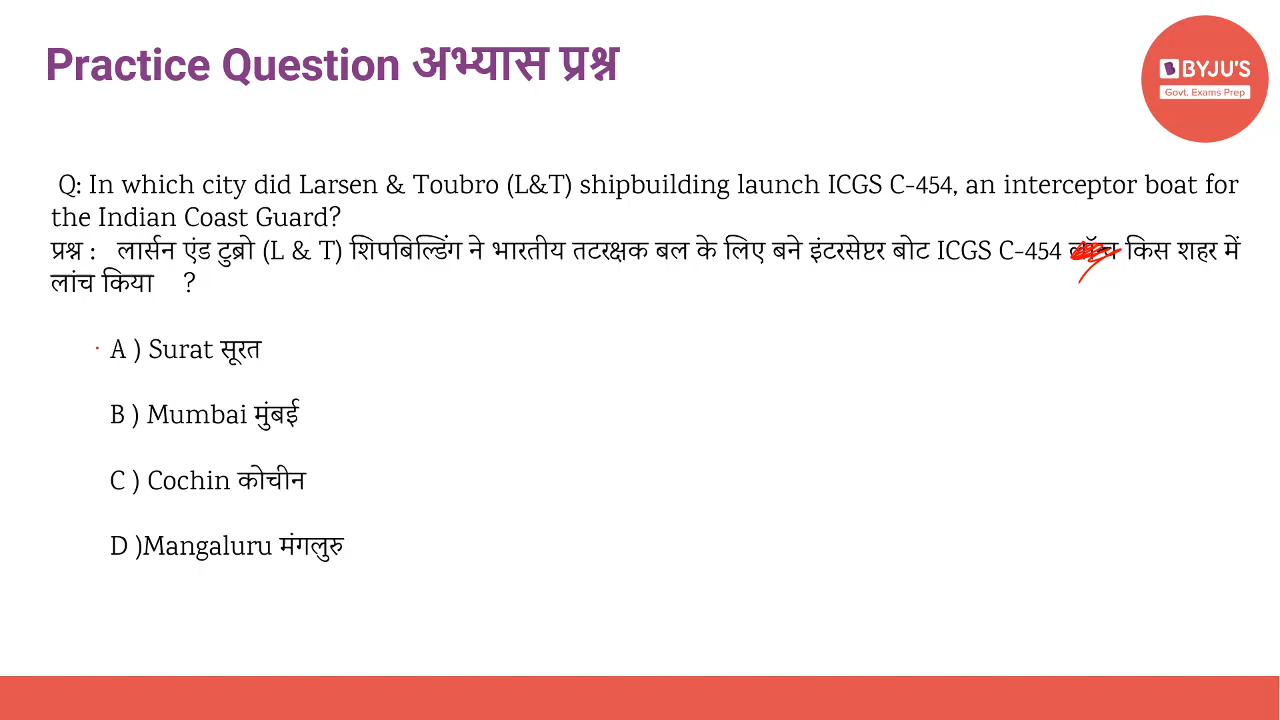 Practice Question अभ्यास प्रश्न
BYJU'S
Govt. Exams Prep
Q: In which city did Larsen & Toubro (L&T) shipbuilding launch ICGS C-454, an interceptor boat for
the Indian Coast Guard?
प्रश्न : लार्सन एंड टुब्रो (L & T) शिपबिल्डिंग ने भारतीय तटरक्षक बल के लिए बने इंटरसेप्टर बोट ICGS C-454 किस शहर में
लांच किया ?
A ) Surat सूरत
B ) Mumbai मुंबई
C ) Cochin कोचीन
D )Mangaluru मंगलुरु